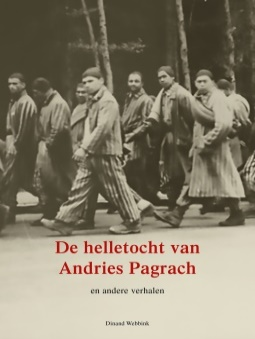 De helletocht van
Andries Pagrach
en andere verhalen
Dinand Webbink